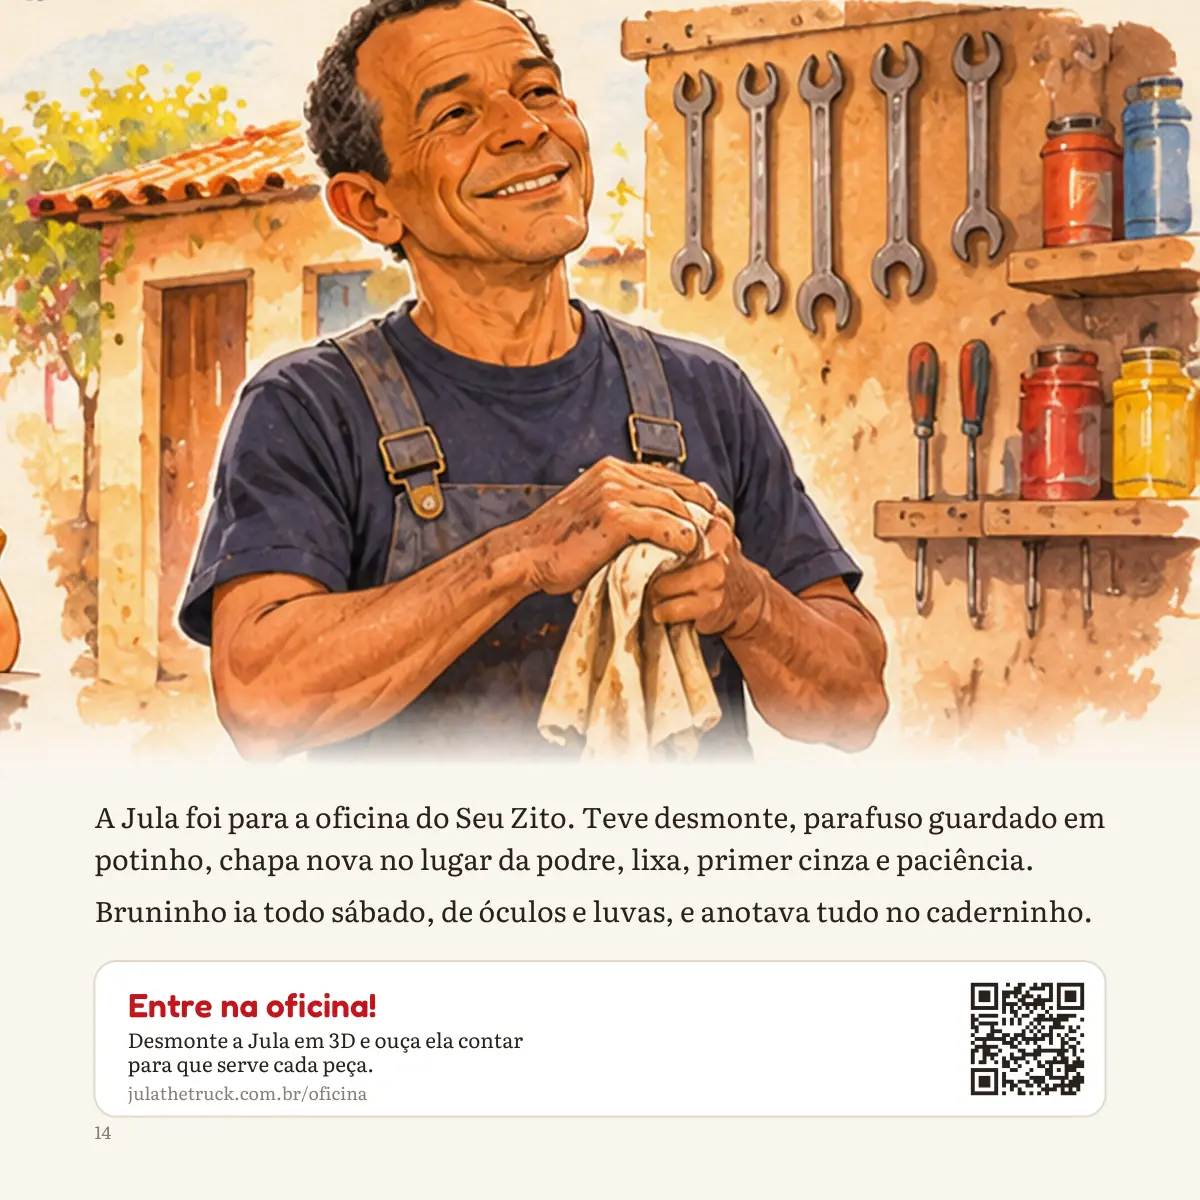 A Jula foi para a oficina do Seu Zito. Teve desmonte, parafuso guardado em
potinho, chapa nova no lugar da podre, lixa, primer cinza e paciência.
Bruninho ia todo sábado, de óculos e luvas, e anotava tudo no caderninho.
Entre na oficina!
Desmonte a Jula em 3D e ouça ela contar
para que serve cada peça.
julathetruck.com.br/oficina
14